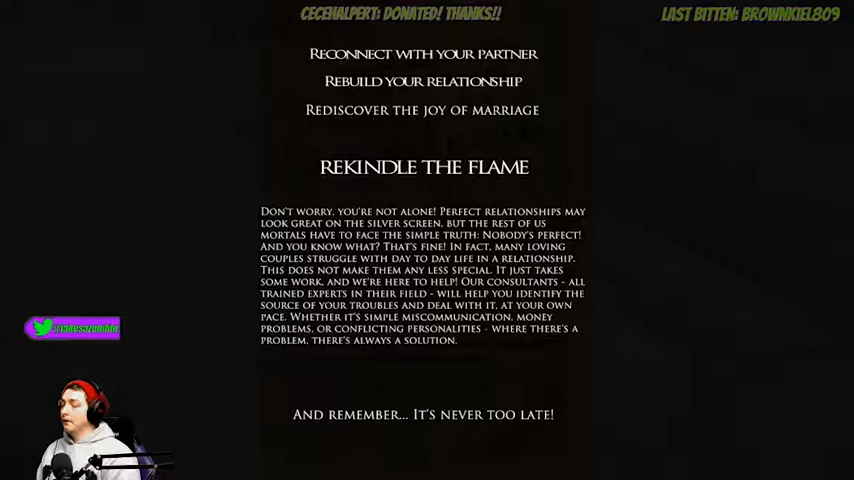 CECEHALPERT: DONATED! THANKS!!
LAST BITTEN: BROWNKIEL809
RECONNECT WITH YOUR PARTNER
REBUILD YOUR RELATIONSHIP
REDISCOVER THE JOY OF MARRIAGE
REKINDLE THE FLAME
DON'T WORRY, YOU'RE NOT ALONE! PERFECT RELATIONSHIPS MAY
LOOK GREAT ON THE SILVER SCREEN, BUT THE REST OF US
MORTALS HAVE TO FACE THE SIMPLE TRUTH: NOBODY'S PERFECT!
AND YOU KNOW WHAT? THAT'S FINE! IN FACT, MANY LOVING
COUPLES STRUGGLE WITH DAY TO DAY LIFE IN A RELATIONSHIP.
THIS DOES NOT MAKE THEM ANY LESS SPECIAL. IT JUST TAKES
SOME WORK, AND WE'RE HERE TO HELP! OUR CONSULTANTS - ALL
TRAINED EXPERTS IN THEIR FIELD - WILL HELP YOU IDENTIFY THE
SOURCE OF YOUR TROUBLES AND DEAL WITH IT, AT YOUR OWN
PACE. WHETHER IT'S SIMPLE MISCOMMUNICATION, MONEY
PROBLEMS, OR CONFLICTING PERSONALITIES - WHERE THERE'S A
PROBLEM, THERE'S ALWAYS A SOLUTION.
@jakesazombie
AND REMEMBER... IT'S NEVER TOO LATE!